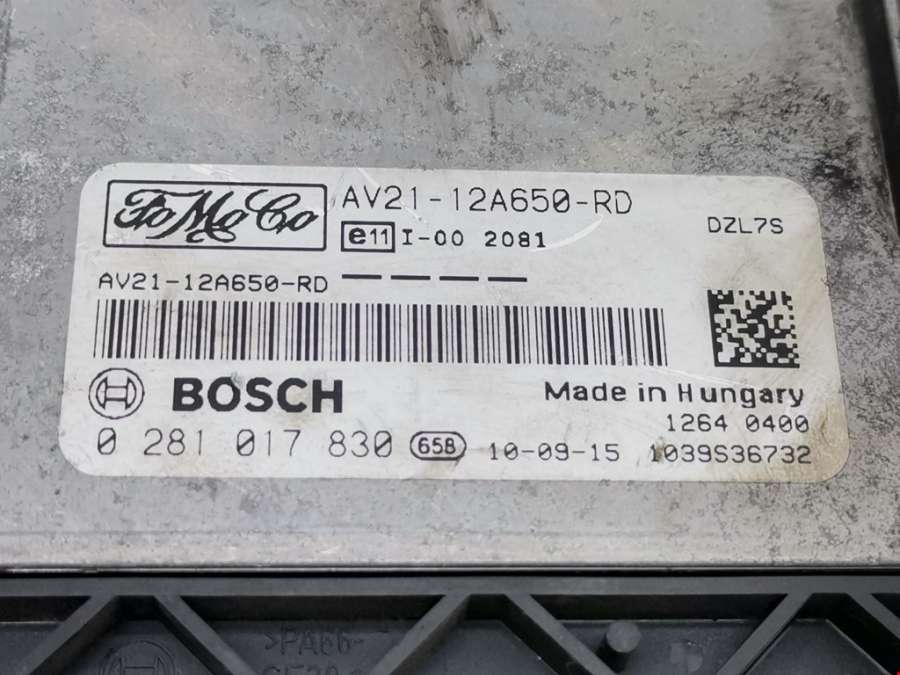 FoMoCo AV21-12A650-RD
e11 I-00 2081
DZL7S
AV21-12A650-RD — — — —
BOSCH Made in Hungary
1264 0400
0 281 017 830 658 10-09-15 1039S36732
>PA66-